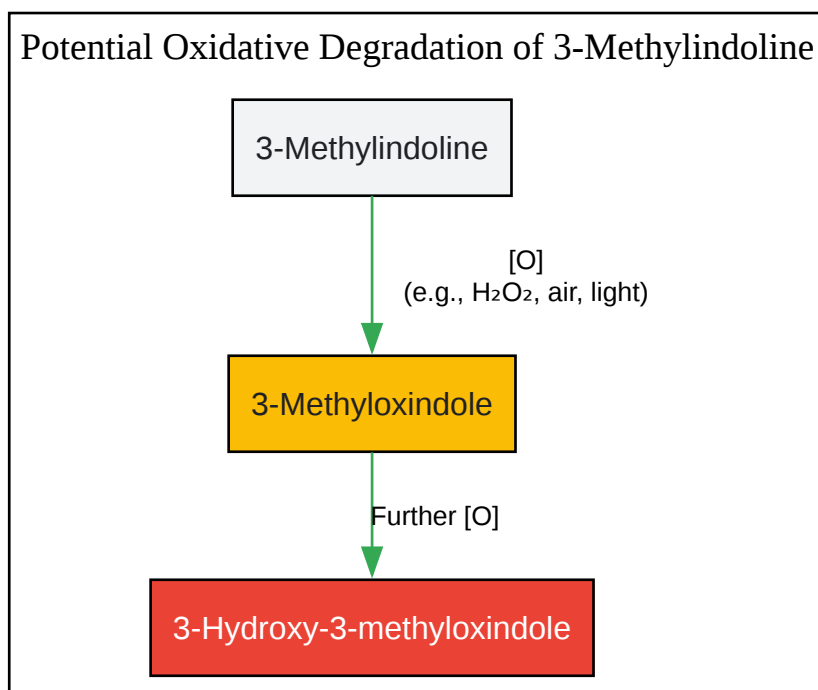 Potential Oxidative Degradation of 3-Methylindoline
3-Methylindoline
[O]
(e.g., H₂O₂, air, light)
3-Methyloxindole
Further [O]
3-Hydroxy-3-methyloxindole